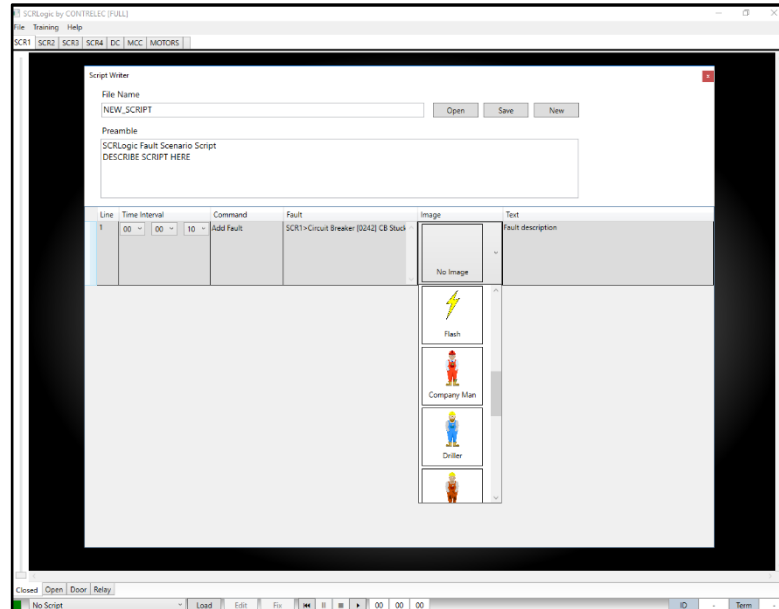 SCRLogic by CONTRELEC [FULL]
File Training Help
SCR1 SCR2 SCR3 SCR4 DC MCC MOTORS
Script Writer
File Name
NEW_SCRIPT Open Save New
Preamble
SCRLogic Fault Scenario Script
DESCRIBE SCRIPT HERE
Line Time Interval Command Fault Image Text
1 00 00 10 Add Fault SCR1>Circuit Breaker [0242] CB Stuck Fault description
No Image
Flash
Company Man
Driller
Closed Open Door Relay
No Script Load Edit Fix 00 00 00 ID - Term -